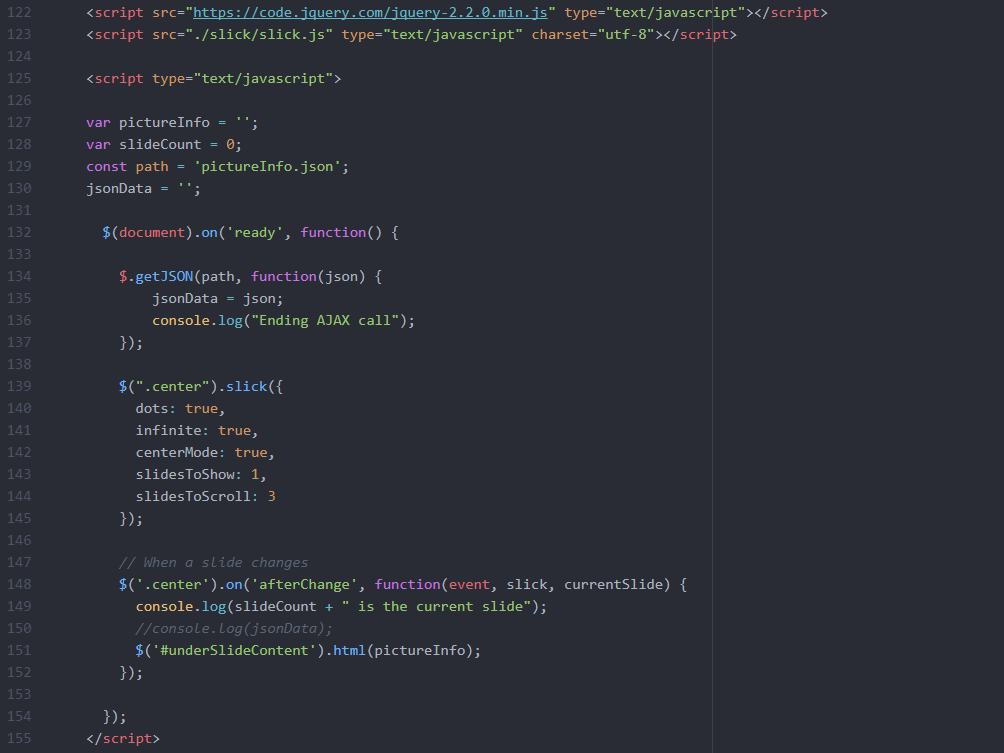 122 <script src="https://code.jquery.com/jquery-2.2.0.min.js" type="text/javascript"></script>
123 <script src="./slick/slick.js" type="text/javascript" charset="utf-8"></script>
124
125 <script type="text/javascript">
126
127 var pictureInfo = '';
128 var slideCount = 0;
129 const path = 'pictureInfo.json';
130 jsonData = '';
131
132 $(document).on('ready', function() {
133
134 $.getJSON(path, function(json) {
135 jsonData = json;
136 console.log("Ending AJAX call");
137 });
138
139 $(".center").slick({
140 dots: true,
141 infinite: true,
142 centerMode: true,
143 slidesToShow: 1,
144 slidesToScroll: 3
145 });
146
147 // When a slide changes
148 $('.center').on('afterChange', function(event, slick, currentSlide) {
149 console.log(slideCount + " is the current slide");
150 //console.log(jsonData);
151 $('#underSlideContent').html(pictureInfo);
152 });
153
154 });
155 </script>